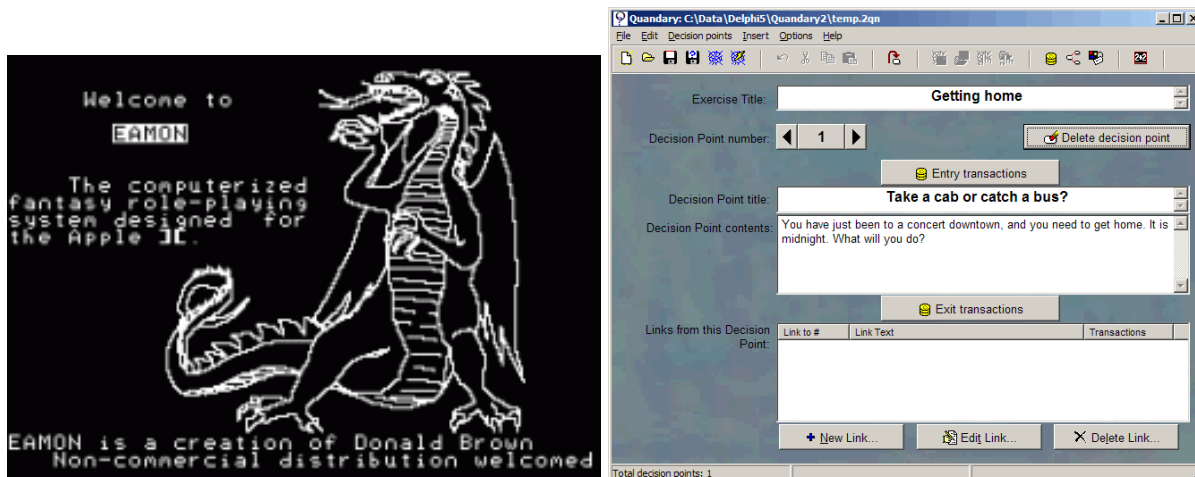 Welcome to
EAMON
The computerized
fantasy role-playing
system designed for
the Apple ][.
EAMON is a creation of Donald Brown
Non-commercial distribution welcomed
Quandary: C:\Data\Delphi5\Quandary2\temp.2qn
File Edit Decision points Insert Options Help
Exercise Title: Getting home
Decision Point number: 1 Delete decision point
Entry transactions
Decision Point title: Take a cab or catch a bus?
Decision Point contents: You have just been to a concert downtown, and you need to get home. It is
midnight. What will you do?
Exit transactions
Links from this Decision
Point:
Link to # Link Text Transactions
New Link... Edit Link... Delete Link...
Total decision points: 1